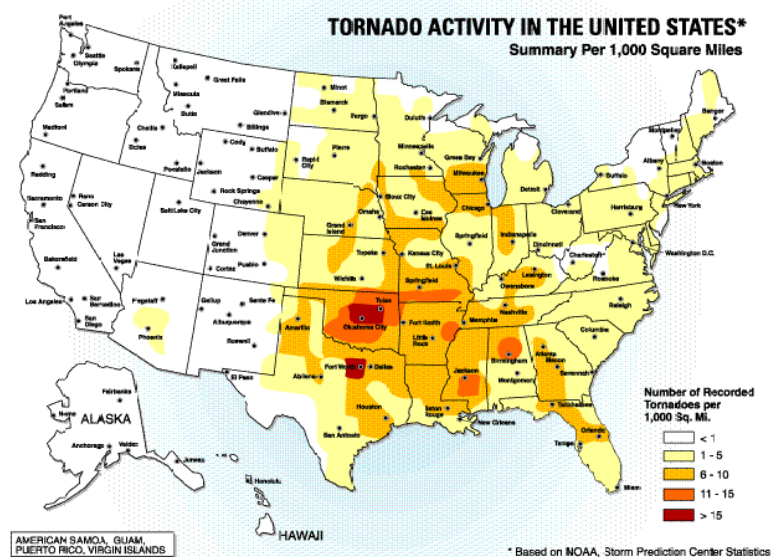 TORNADO ACTIVITY IN THE UNITED STATES*
Summary Per 1,000 Square Miles
Port Angeles
Seattle
Olympia
Spokane
Kalispell
Great Falls
Missoula
Butte
Glendive
Billings
Portland
Salem
Medford
Challis
Boise
Pocatello
Jackson
Cody
Buffalo
Casper
Rock Springs
Cheyenne
Minot
Bismarck
Fargo
Duluth
Rapid City
Pierre
Minneapolis
Rochester
Green Bay
Milwaukee
Detroit
Buffalo
Albany
Montpelier
Bangor
Boston
New York
Harrisburg
Cleveland
Washington D.C.
Redding
Sacramento
San Francisco
Reno
Carson City
Salt Lake City
Bakersfield
Las Vegas
Los Angeles
San Bernardino
San Diego
Grand Junction
Denver
Pueblo
Cortez
Sioux City
Omaha
Grand Island
Des Moines
Chicago
Springfield
Indianapolis
Cincinnati
Charleston
Roanoke
Topeka
Kansas City
St. Louis
Wichita
Springfield
Lexington
Owensboro
Nashville
Raleigh
Flagstaff
Phoenix
Gallup
Santa Fe
Albuquerque
Roswell
El Paso
Amarillo
Tulsa
Oklahoma City
Fort Smith
Little Rock
Memphis
Columbia
Atlanta
Macon
Savannah
Birmingham
Montgomery
Jackson
Abilene
Fort Worth
Dallas
Houston
San Antonio
Baton Rouge
New Orleans
Tallahassee
Orlando
Tampa
Miami
Fairbanks
Nome
ALASKA
Anchorage
Valdez
Juneau
Honolulu
HAWAII
Number of Recorded
Tornadoes per
1,000 Sq. Mi.
< 1
1 - 5
6 - 10
11 - 15
> 15
AMERICAN SAMOA, GUAM,
PUERTO RICO, VIRGIN ISLANDS
* Based on NOAA, Storm Prediction Center Statistics